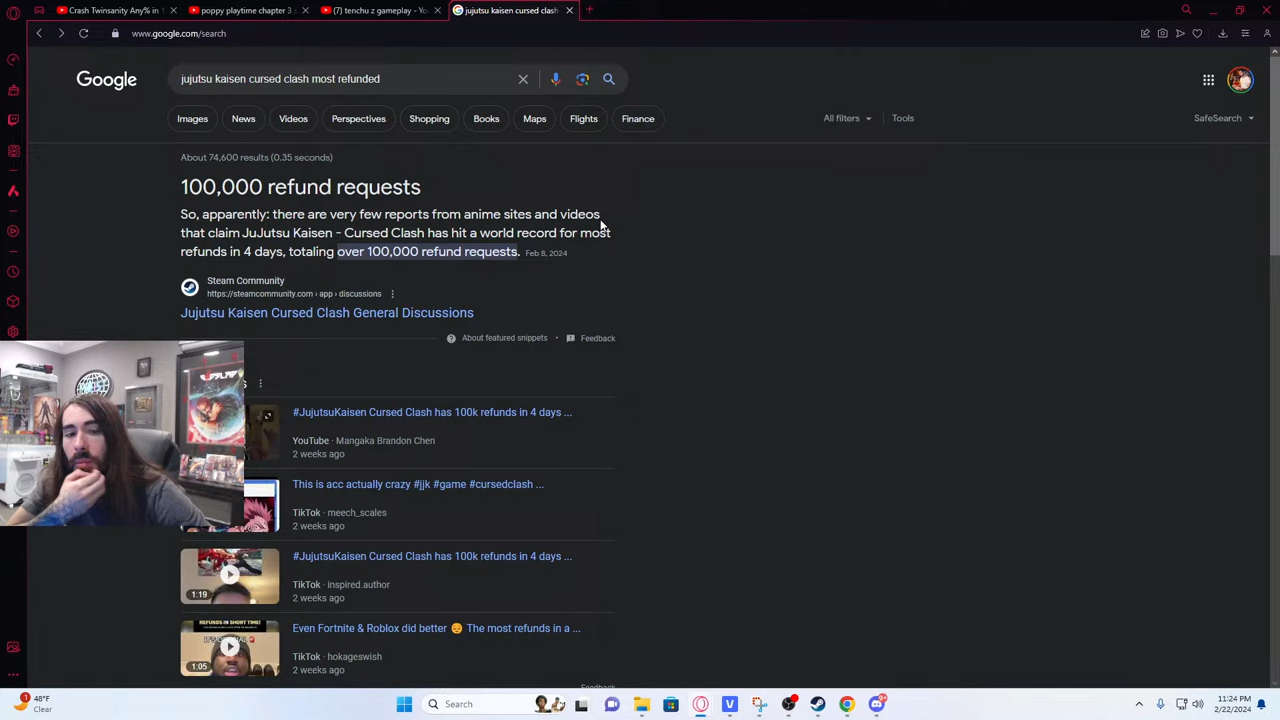 Crash Twinsanity Any% in
poppy playtime chapter 3
(7) tenchu z gameplay -
jujutsu kaisen cursed clash
www.google.com/search
Google
jujutsu kaisen cursed clash most refunded
Images
News
Videos
Perspectives
Shopping
Books
Maps
Flights
Finance
All filters
Tools
SafeSearch
About 74,600 results (0.35 seconds)
100,000 refund requests
So, apparently: there are very few reports from anime sites and videos
that claim JuJutsu Kaisen - Cursed Clash has hit a world record for most
refunds in 4 days, totaling over 100,000 refund requests. Feb 8, 2024
Steam Community
https://steamcommunity.com › app › discussions
Jujutsu Kaisen Cursed Clash General Discussions
About featured snippets • Feedback
#JujutsuKaisen Cursed Clash has 100k refunds in 4 days ...
YouTube · Mangaka Brandon Chen
2 weeks ago
This is acc actually crazy #jjk #game #cursedclash ...
TikTok · meech_scales
2 weeks ago
#JujutsuKaisen Cursed Clash has 100k refunds in 4 days ...
TikTok · inspired.author
2 weeks ago
1:19
Even Fortnite & Roblox did better 😔 The most refunds in a ...
TikTok · hokageswish
2 weeks ago
REFUNDS IN SHORT TIME!
1:05
Feedback
48°F
Clear
Search
11:24 PM
2/22/2024